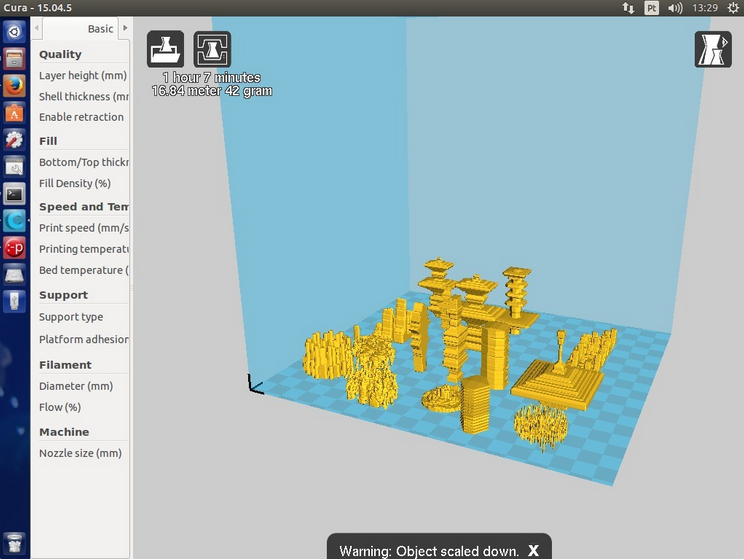 Cura - 15.04.5
Pt
13:29
Basic
Quality
Layer height (mm)
Shell thickness (mm
Enable retraction
Fill
Bottom/Top thickn
Fill Density (%)
Speed and Tem
Print speed (mm/s
Printing temperatu
Bed temperature (
Support
Support type
Platform adhesion
Filament
Diameter (mm)
Flow (%)
Machine
Nozzle size (mm)
1 hour 7 minutes
16.84 meter 42 gram
Warning: Object scaled down. X